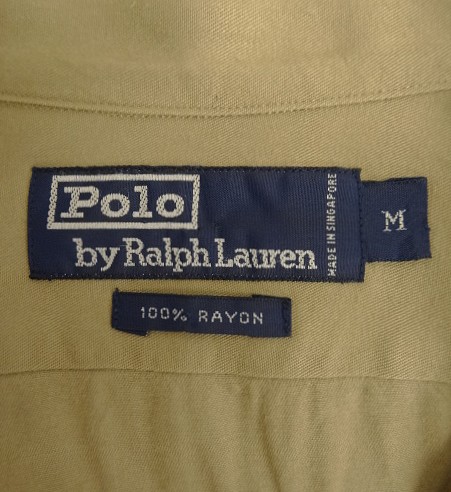 Polo
by Ralph Lauren
MADE IN SINGAPORE
M
100% RAYON